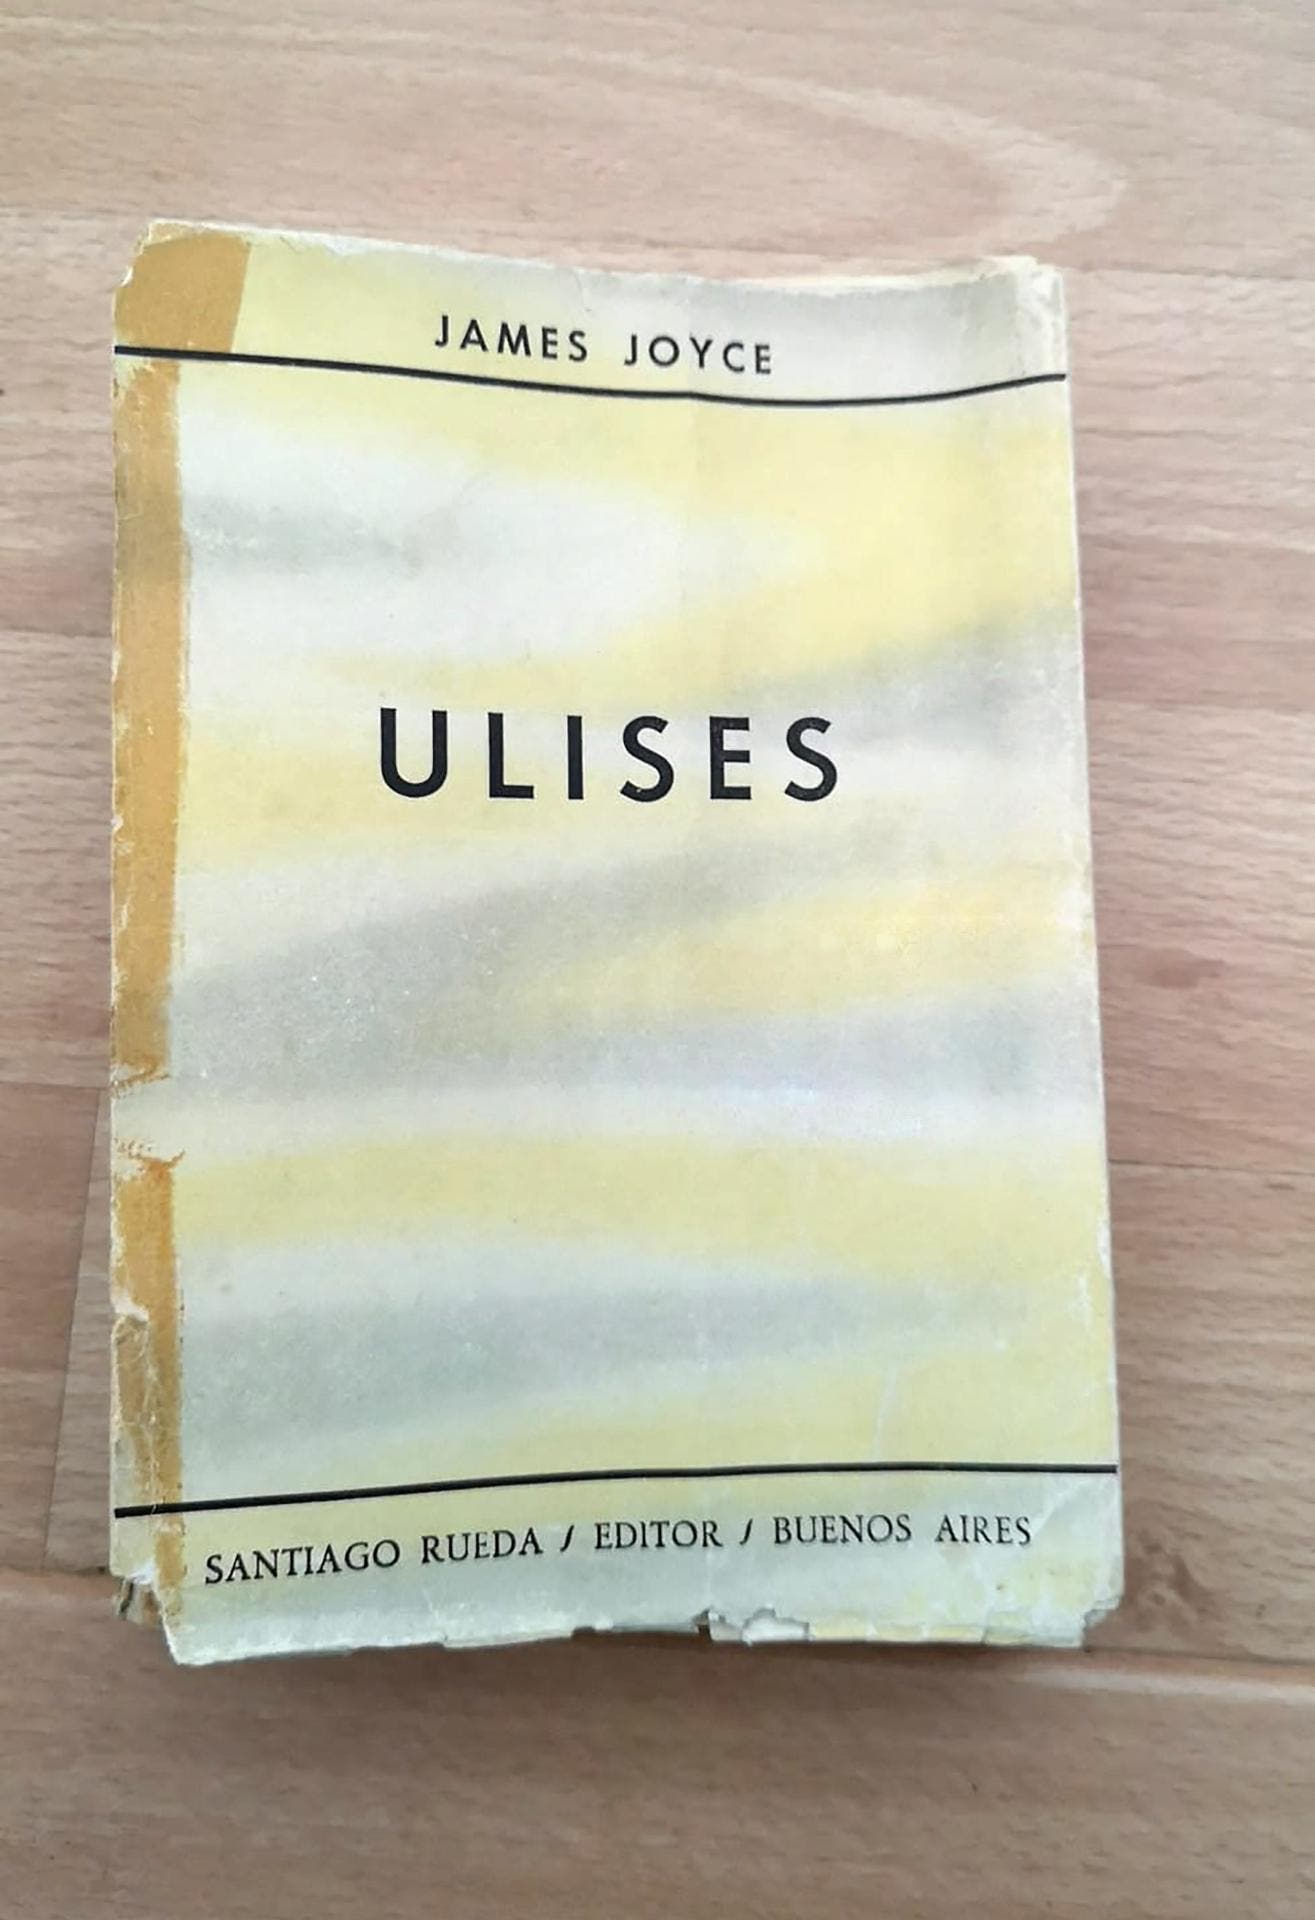 JAMES JOYCE
ULISES
SANTIAGO RUEDA / EDITOR / BUENOS AIRES